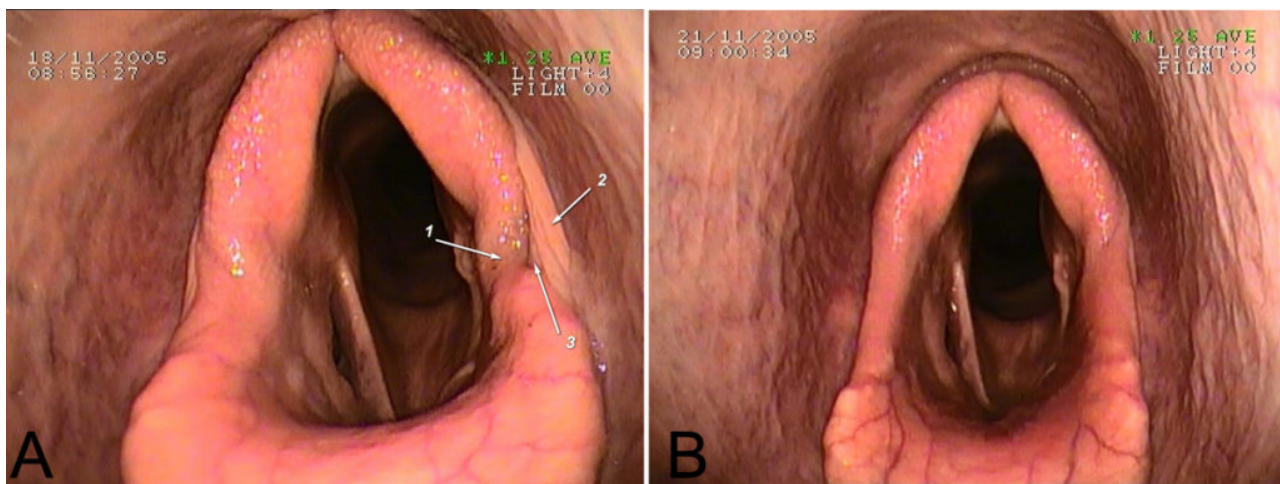 18/11/2005
08:56:27
*1.25 AVE
LIGHT+4
FILM 00
1
2
3
A
21/11/2005
09:00:34
*1.25 AVE
LIGHT+4
FILM 00
B